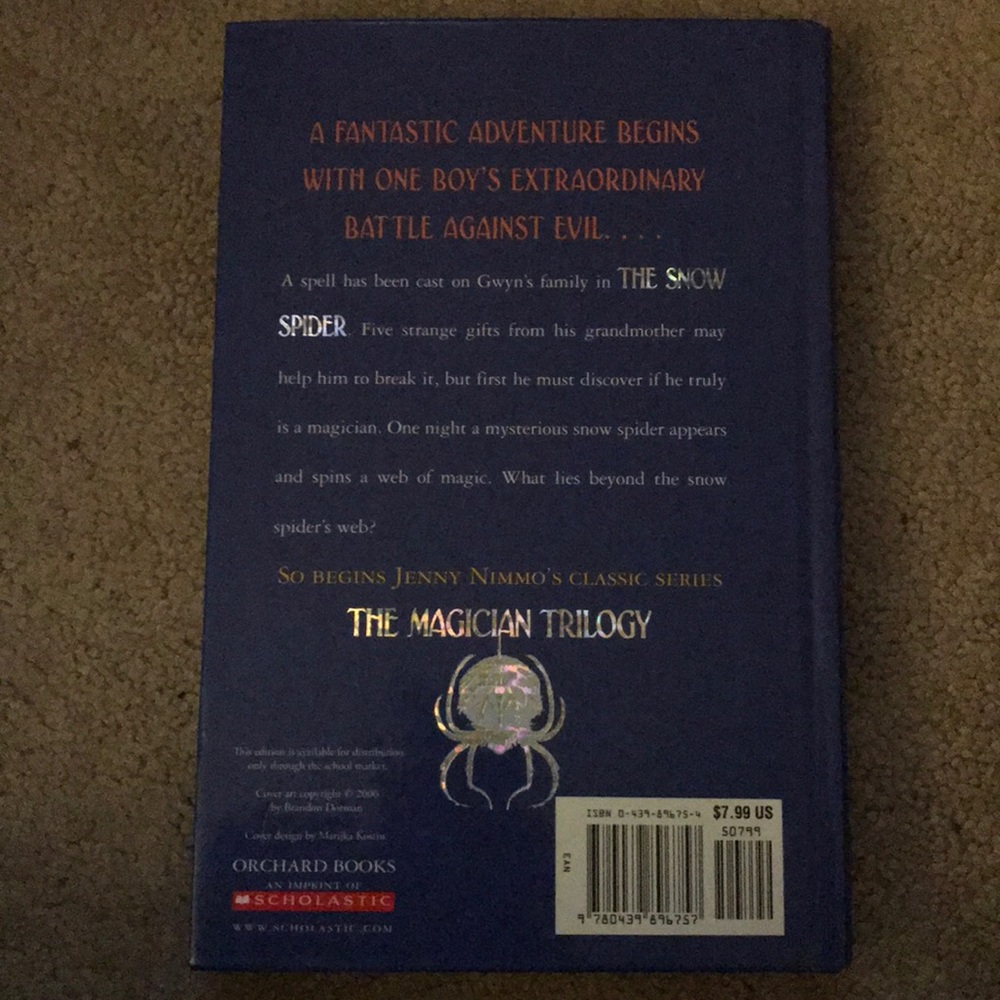 A FANTASTIC ADVENTURE BEGINS
WITH ONE BOY'S EXTRAORDINARY
BATTLE AGAINST EVIL. . . .
A spell has been cast on Gwyn's family in THE SNOW
SPIDER. Five strange gifts from his grandmother may
help him to break it, but first he must discover if he truly
is a magician. One night a mysterious snow spider appears
and spins a web of magic. What lies beyond the snow
spider's web?
SO BEGINS JENNY NIMMO'S CLASSIC SERIES
THE MAGICIAN TRILOGY
This edition is available for distribution
only through the school market.
Cover art copyright © 2006
by Brandon Dorman
Cover design by Marijka Kostiw
ORCHARD BOOKS
AN IMPRINT OF
SCHOLASTIC
WWW.SCHOLASTIC.COM
ISBN 0-439-89675-4 $7.99 US
50799
EAN
9 780439 896757